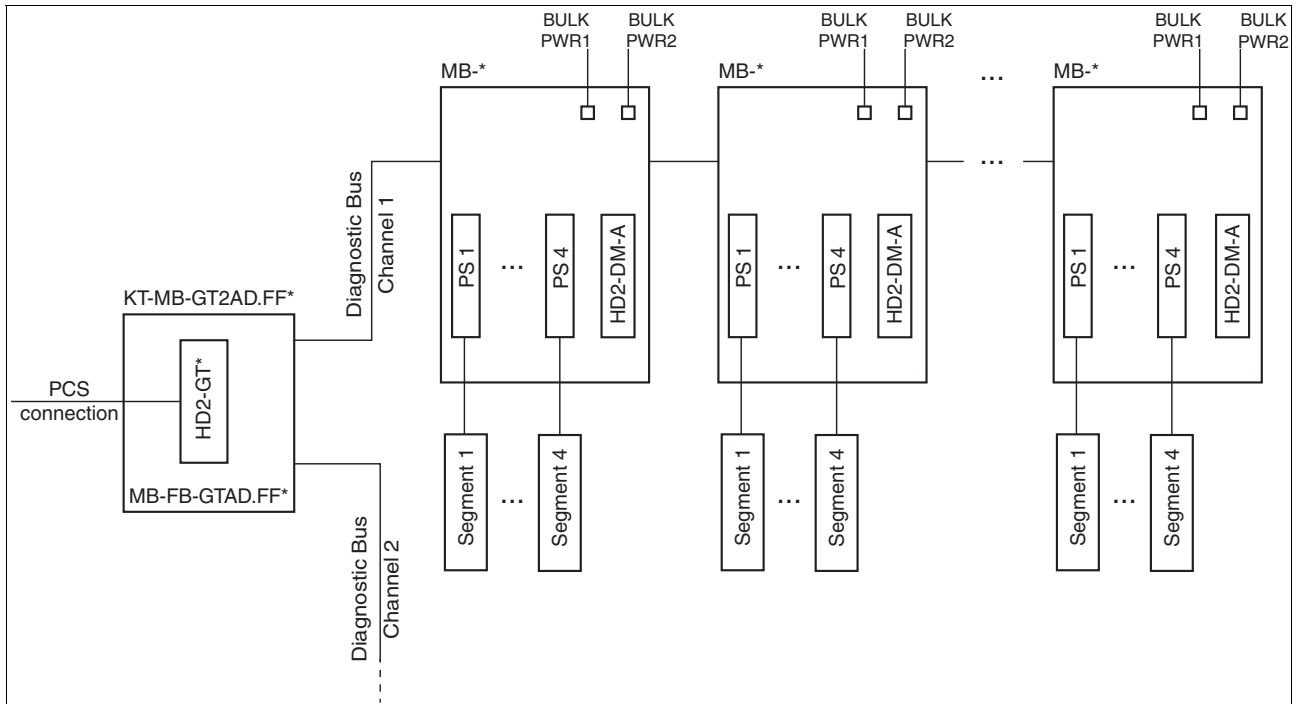 BULK
PWR1
BULK
PWR2
BULK
PWR1
BULK
PWR2
BULK
PWR1
BULK
PWR2
MB-*
MB-*
...
MB-*
...
Diagnostic Bus
Channel 1
PS 1
...
PS 4
HD2-DM-A
PS 1
...
PS 4
HD2-DM-A
PS 1
...
PS 4
HD2-DM-A
KT-MB-GT2AD.FF*
PCS
connection
HD2-GT*
MB-FB-GTAD.FF*
Segment 1
...
Segment 4
Segment 1
...
Segment 4
Segment 1
...
Segment 4
Diagnostic Bus
Channel 2